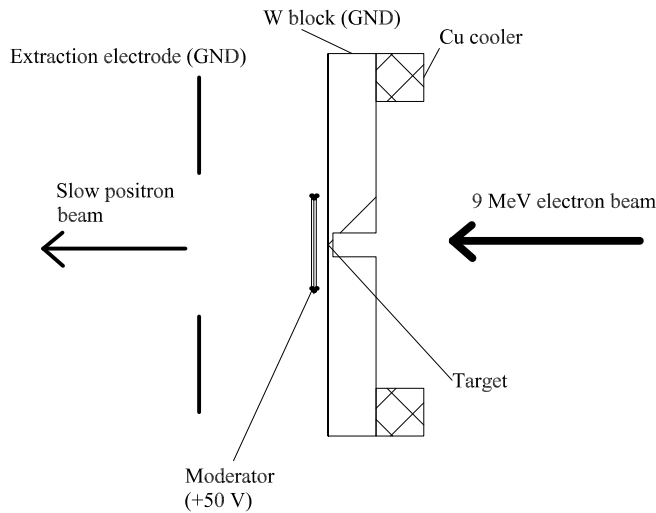 W block (GND)
Cu cooler
Extraction electrode (GND)
Slow positron
beam
9 MeV electron beam
Target
Moderator
(+50 V)